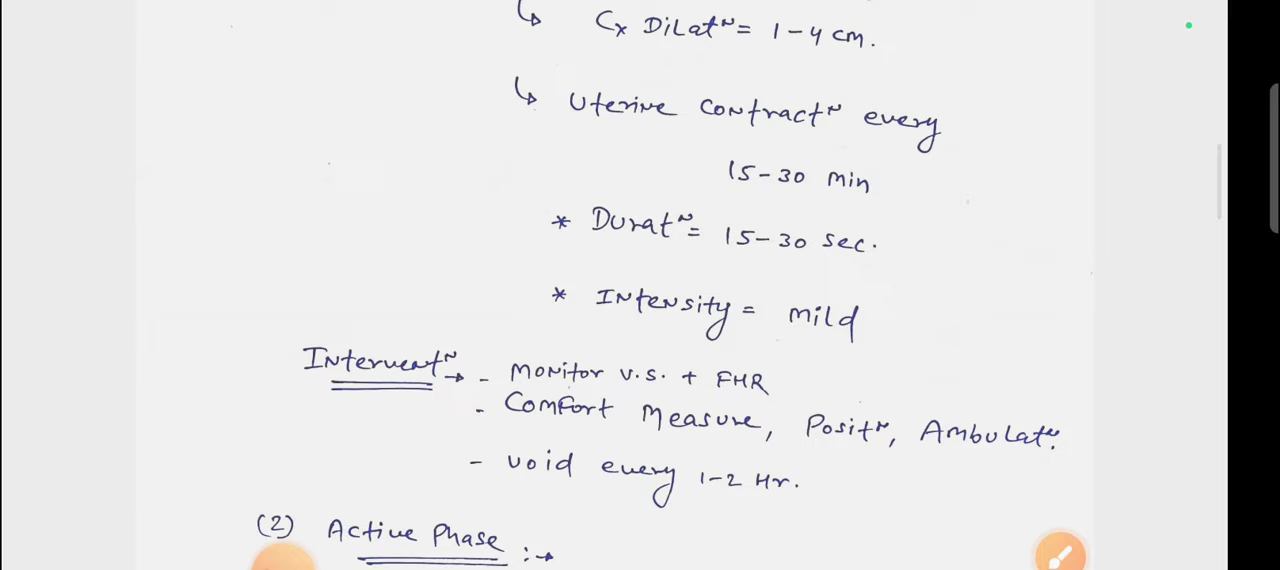 ↳ Cx Dilatⁿ = 1-4 cm.
↳ Uterine Contractⁿ every
15-30 min
* Duratⁿ = 15-30 sec.
* Intensity = mild
Interventⁿ → - Monitor v.s. + FHR
- Comfort Measure, Positⁿ, Ambulatⁿ.
- void every 1-2 Hr.
(2) Active Phase :→